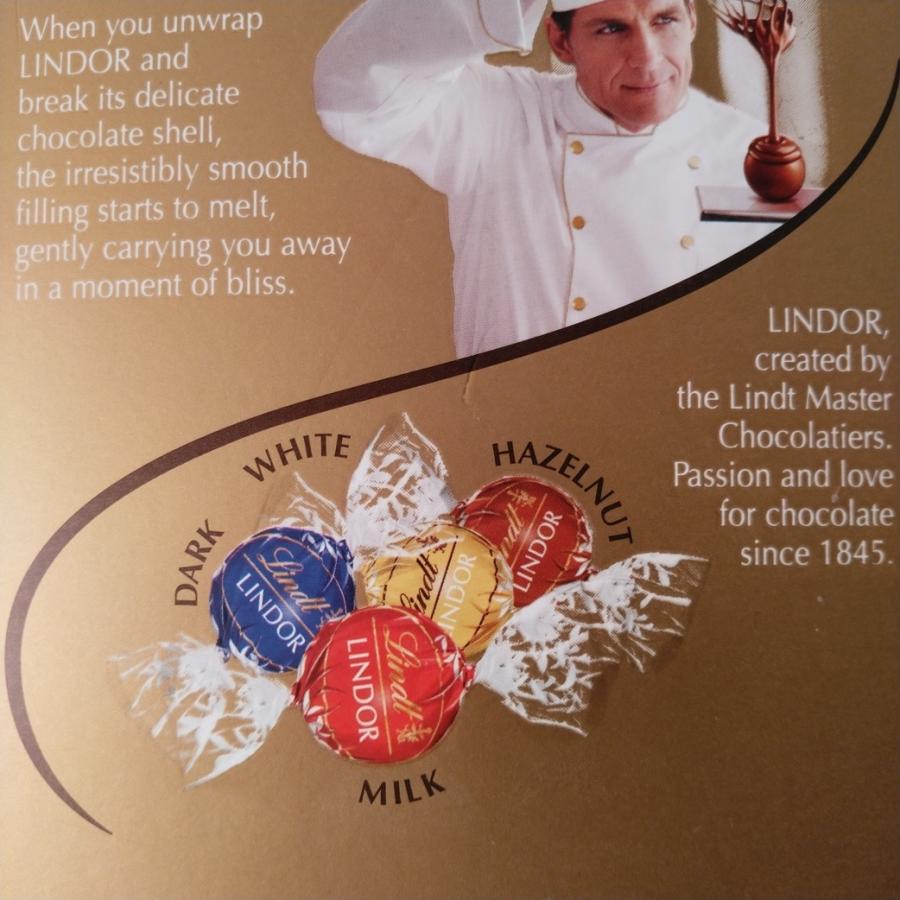 When you unwrap
LINDOR and
break its delicate
chocolate shell,
the irresistibly smooth
filling starts to melt,
gently carrying you away
in a moment of bliss.
LINDOR,
created by
the Lindt Master
Chocolatiers.
Passion and love
for chocolate
since 1845.
WHITE
HAZELNUT
DARK
Lindt
LINDOR
Lindt
LINDOR
Lindt
LINDOR
Lindt
LINDOR
MILK